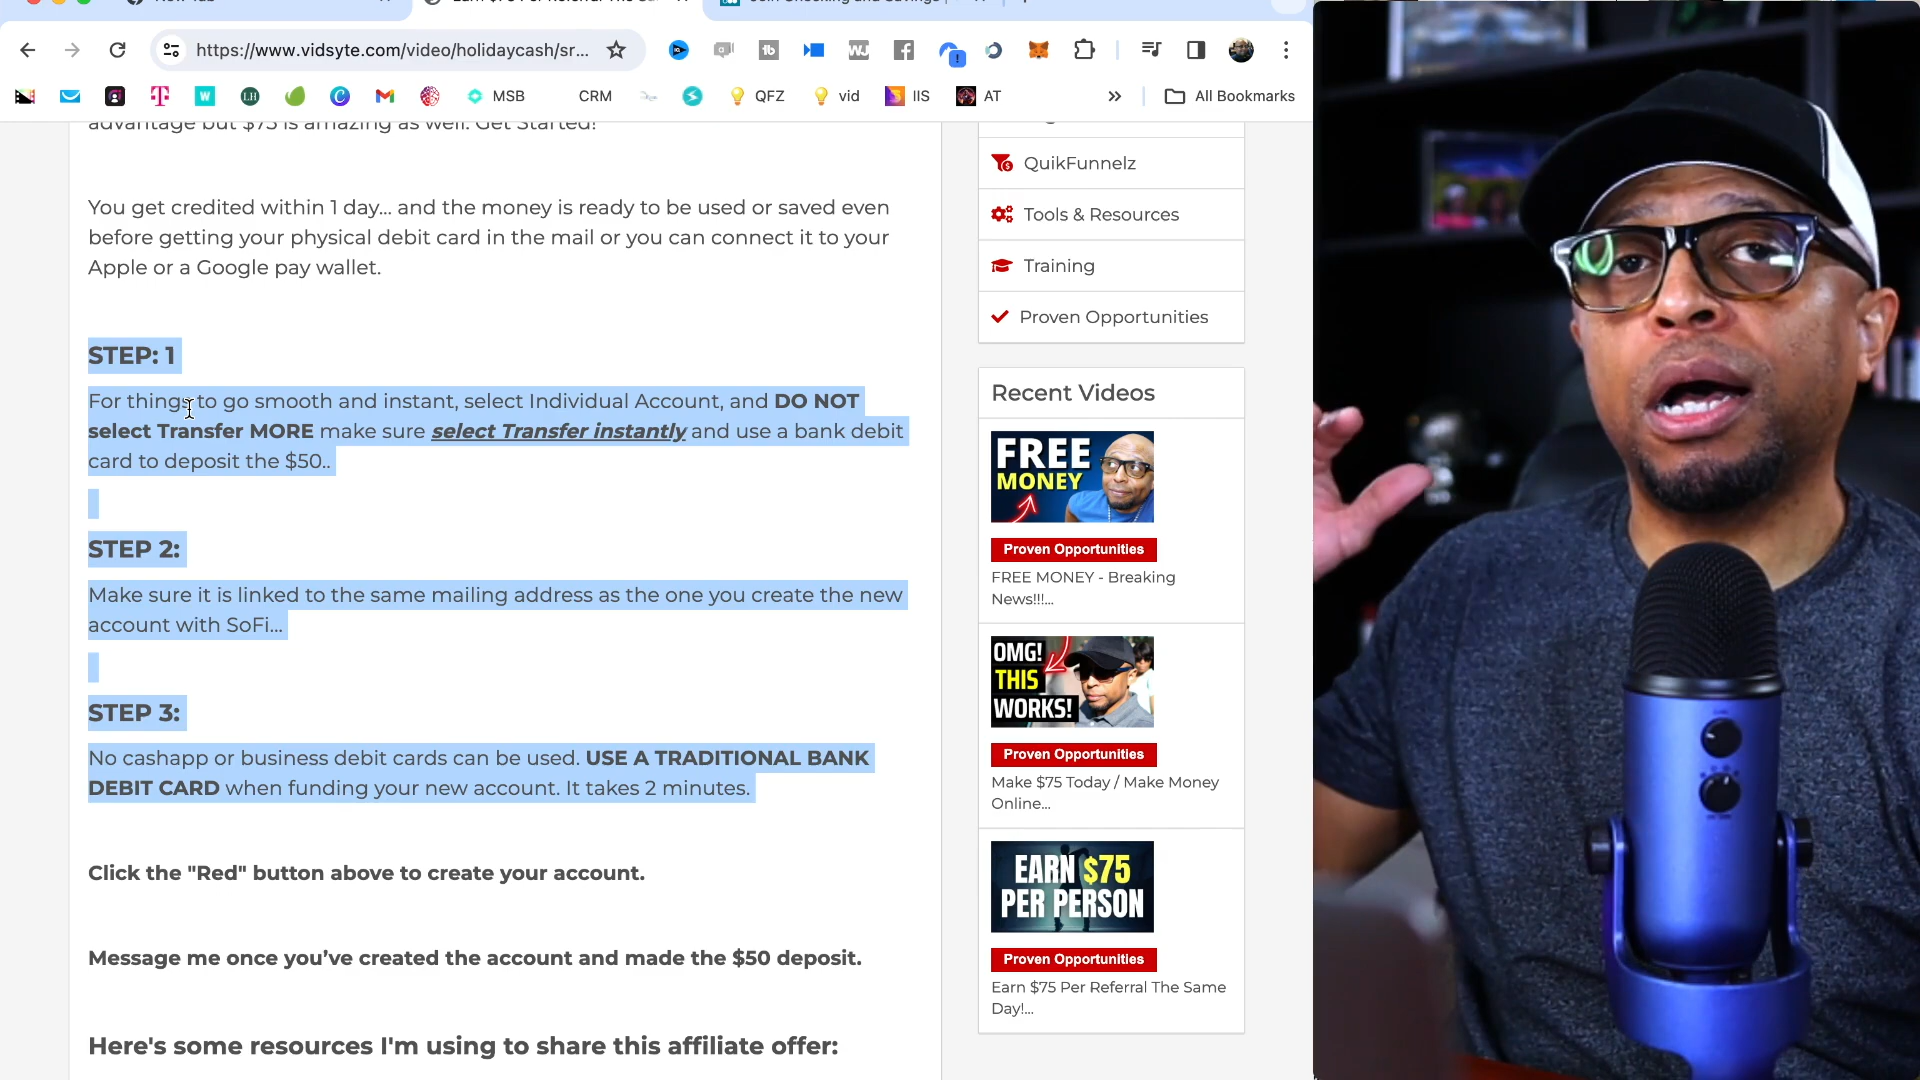 https://www.vidsyte.com/video/holidaycash/sr...
MSB
CRM
QFZ
vid
IIS
AT
All Bookmarks
advantage but $75 is amazing as well. Get Started!
You get credited within 1 day... and the money is ready to be used or saved even
before getting your physical debit card in the mail or you can connect it to your
Apple or a Google pay wallet.
STEP: 1
For things to go smooth and instant, select Individual Account, and DO NOT
select Transfer MORE make sure select Transfer instantly and use a bank debit
card to deposit the $50..
STEP 2:
Make sure it is linked to the same mailing address as the one you create the new
account with SoFi...
STEP 3:
No cashapp or business debit cards can be used. USE A TRADITIONAL BANK
DEBIT CARD when funding your new account. It takes 2 minutes.
Click the "Red" button above to create your account.
Message me once you've created the account and made the $50 deposit.
Here's some resources I'm using to share this affiliate offer:
QuikFunnelz
Tools & Resources
Training
Proven Opportunities
Recent Videos
FREE
MONEY
Proven Opportunities
FREE MONEY - Breaking
News!!!...
OMG!
THIS
WORKS!
Proven Opportunities
Make $75 Today / Make Money
Online...
EARN $75
PER PERSON
Proven Opportunities
Earn $75 Per Referral The Same
Day!...